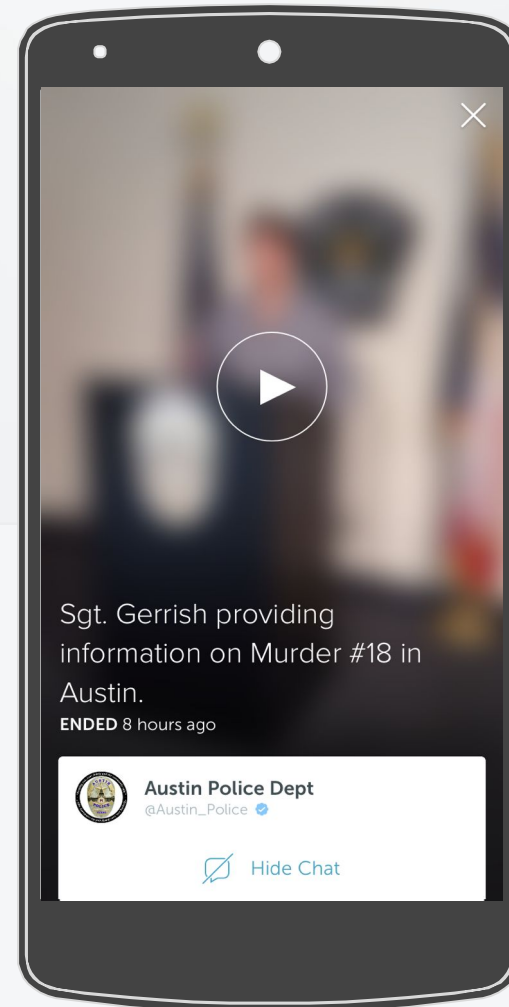 Sgt. Gerrish providing
information on Murder #18 in
Austin.
ENDED 8 hours ago
Austin Police Dept
@Austin_Police
Hide Chat